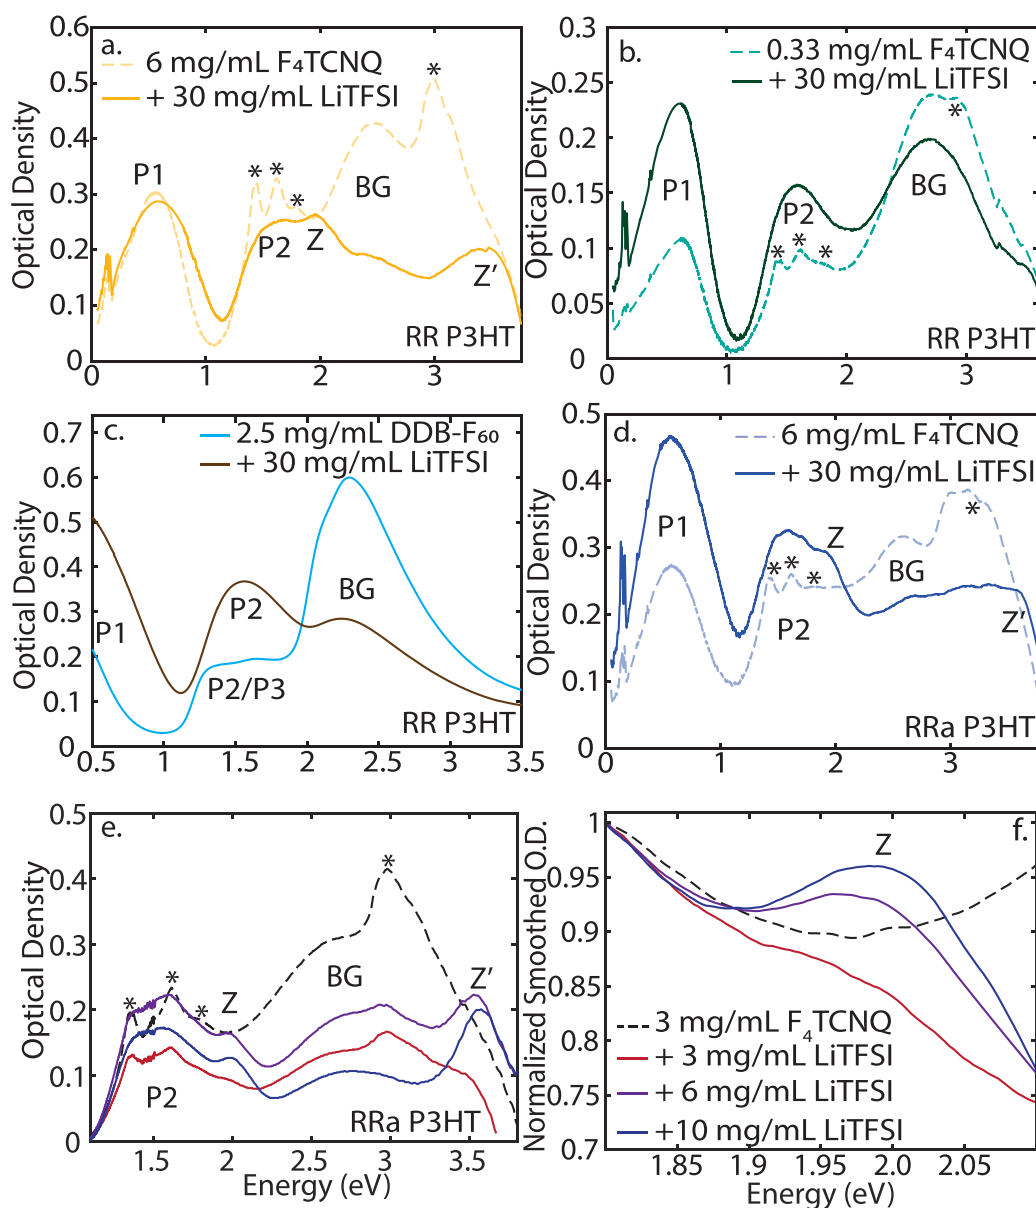 a.
6 mg/mL F₄TCNQ
+ 30 mg/mL LiTFSI
Optical Density
0.6
0.5
0.4
0.3
0.2
0.1
0
P1
*
*
*
*
BG
P2
Z
Z'
RR P3HT
0
1
2
3
b.
0.33 mg/mL F₄TCNQ
+ 30 mg/mL LiTFSI
Optical Density
0.3
0.25
0.2
0.15
0.1
0.05
0
P1
P2
*
*
*
*
BG
RR P3HT
0
1
2
3
c.
2.5 mg/mL DDB-F₆₀
+ 30 mg/mL LiTFSI
Optical Density
0.7
0.6
0.5
0.4
0.3
0.2
0.1
0
P1
P2
BG
P2/P3
RR P3HT
0.5
1
1.5
2
2.5
3
3.5
d.
6 mg/mL F₄TCNQ
+ 30 mg/mL LiTFSI
Optical Density
0.5
0.4
0.3
0.2
0.1
0
P1
Z
*
*
*
*
BG
P2
Z'
RRa P3HT
0
1
2
3
e.
Optical Density
0.5
0.4
0.3
0.2
0.1
0
*
*
*
*
Z
BG
Z'
P2
RRa P3HT
1.5
2
2.5
3
3.5
Energy (eV)
f.
Normalized Smoothed O.D.
1
0.95
0.9
0.85
0.8
0.75
0.7
Z
3 mg/mL F₄TCNQ
+ 3 mg/mL LiTFSI
+ 6 mg/mL LiTFSI
+10 mg/mL LiTFSI
1.85
1.9
1.95
2.0
2.05
Energy (eV)